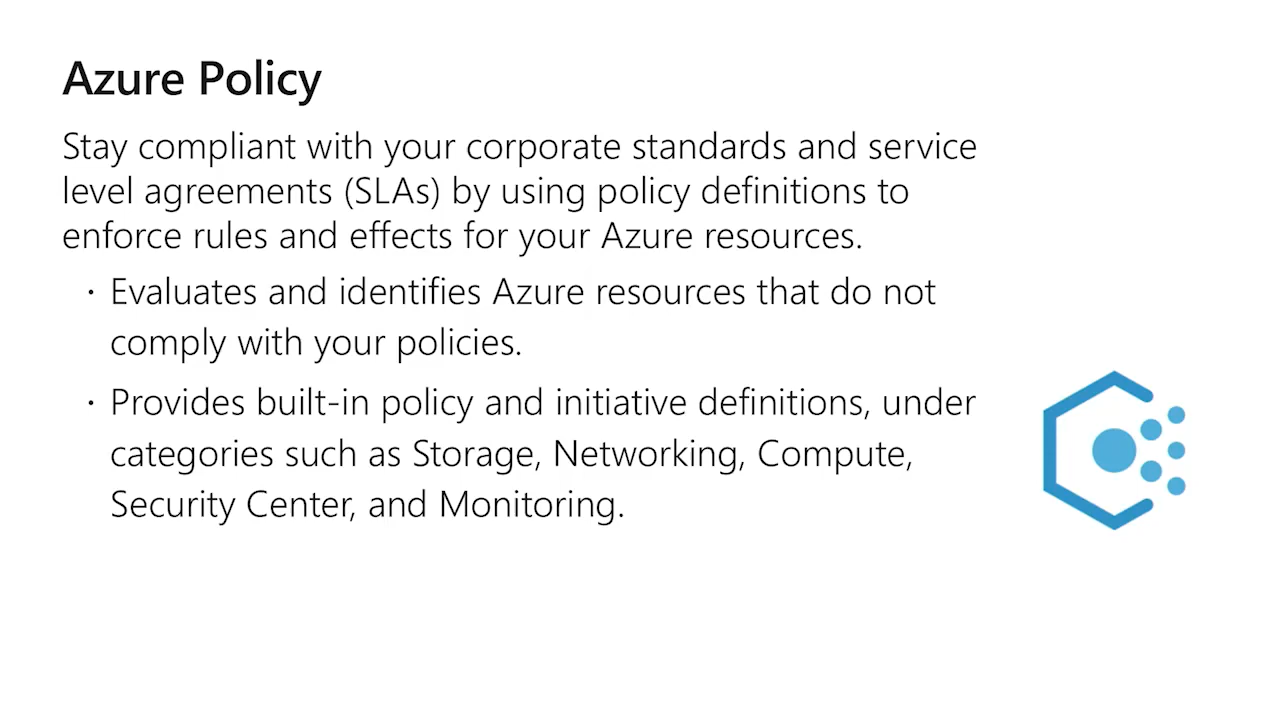 Azure Policy
Stay compliant with your corporate standards and service
level agreements (SLAs) by using policy definitions to
enforce rules and effects for your Azure resources.
· Evaluates and identifies Azure resources that do not
comply with your policies.
· Provides built-in policy and initiative definitions, under
categories such as Storage, Networking, Compute,
Security Center, and Monitoring.